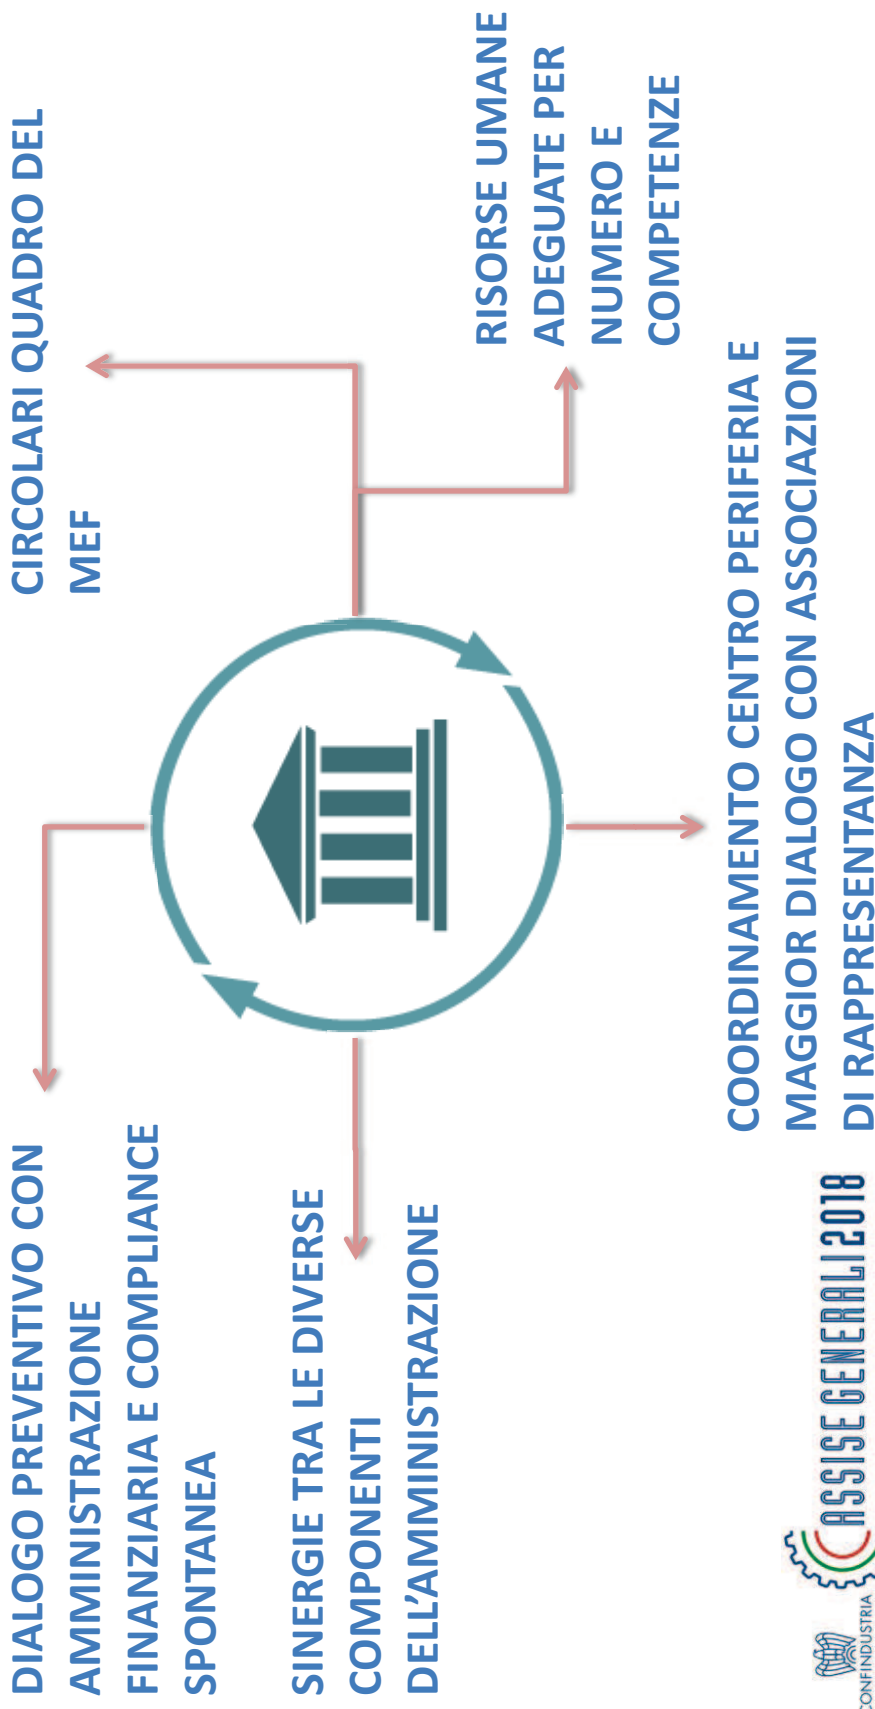 DIALOGO PREVENTIVO CON
AMMINISTRAZIONE
FINANZIARIA E COMPLIANCE
SPONTANEA
CIRCOLARI QUADRO DEL
MEF
SINERGIE TRA LE DIVERSE
COMPONENTI
DELL’AMMINISTRAZIONE
RISORSE UMANE
ADEGUATE PER
NUMERO E
COMPETENZE
COORDINAMENTO CENTRO PERIFERIA E
MAGGIOR DIALOGO CON ASSOCIAZIONI
DI RAPPRESENTANZA
CONFINDUSTRIA
ASSISE GENERALI 2018